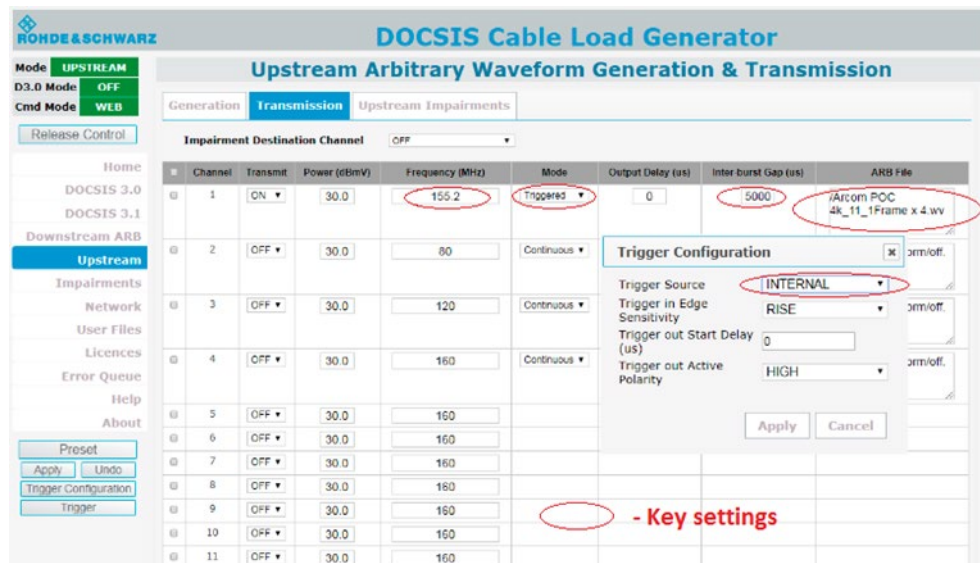 ROHDE&SCHWARZ
DOCSIS Cable Load Generator
Mode UPSTREAM
D3.0 Mode OFF
Cmd Mode WEB
Release Control
Home
DOCSIS 3.0
DOCSIS 3.1
Downstream ARB
Upstream
Impairments
Network
User Files
Licences
Error Queue
Help
About
Preset
Apply Undo
Trigger Configuration
Trigger
Upstream Arbitrary Waveform Generation & Transmission
Generation Transmission Upstream Impairments
Impairment Destination Channel OFF
Channel Transmit Power (dBmV) Frequency (MHz) Mode Output Delay (us) Inter-burst Gap (us) ARB File
1 ON 30.0 155.2 Triggered 0 5000 /Arcom POC
4k_11_1Frame x 4.wv
2 OFF 30.0 80 Continuous orm/off.
3 OFF 30.0 120 Continuous orm/off.
4 OFF 30.0 160 Continuous orm/off.
5 OFF 30.0 160
6 OFF 30.0 160
7 OFF 30.0 160
8 OFF 30.0 160
9 OFF 30.0 160
10 OFF 30.0 160
11 OFF 30.0 160
Trigger Configuration
Trigger Source INTERNAL
Trigger in Edge
Sensitivity RISE
Trigger out Start Delay
(us) 0
Trigger out Active
Polarity HIGH
Apply Cancel
- Key settings